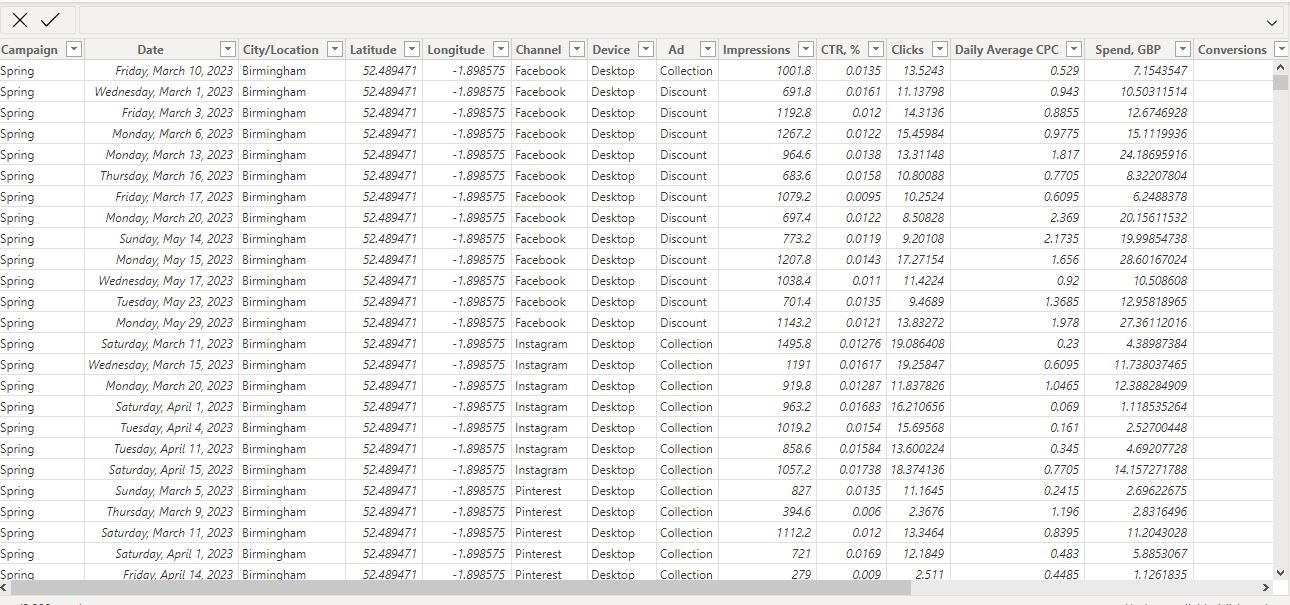 Campaign Date City/Location Latitude Longitude Channel Device Ad Impressions CTR, % Clicks Daily Average CPC Spend, GBP Conversions
Spring Friday, March 10, 2023 Birmingham 52.489471 -1.898575 Facebook Desktop Collection 1001.8 0.0135 13.5243 0.529 7.1543547
Spring Wednesday, March 1, 2023 Birmingham 52.489471 -1.898575 Facebook Desktop Discount 691.8 0.0161 11.13798 0.943 10.50311514
Spring Friday, March 3, 2023 Birmingham 52.489471 -1.898575 Facebook Desktop Discount 1192.8 0.012 14.3136 0.8855 12.6746928
Spring Monday, March 6, 2023 Birmingham 52.489471 -1.898575 Facebook Desktop Discount 1267.2 0.0122 15.45984 0.9775 15.1119936
Spring Monday, March 13, 2023 Birmingham 52.489471 -1.898575 Facebook Desktop Discount 964.6 0.0138 13.31148 1.817 24.18695916
Spring Thursday, March 16, 2023 Birmingham 52.489471 -1.898575 Facebook Desktop Discount 683.6 0.0158 10.80088 0.7705 8.32207804
Spring Friday, March 17, 2023 Birmingham 52.489471 -1.898575 Facebook Desktop Discount 1079.2 0.0095 10.2524 0.6095 6.2488378
Spring Monday, March 20, 2023 Birmingham 52.489471 -1.898575 Facebook Desktop Discount 697.4 0.0122 8.50828 2.369 20.15611532
Spring Sunday, May 14, 2023 Birmingham 52.489471 -1.898575 Facebook Desktop Discount 773.2 0.0119 9.20108 2.1735 19.99854738
Spring Monday, May 15, 2023 Birmingham 52.489471 -1.898575 Facebook Desktop Discount 1207.8 0.0143 17.27154 1.656 28.60167024
Spring Wednesday, May 17, 2023 Birmingham 52.489471 -1.898575 Facebook Desktop Discount 1038.4 0.011 11.4224 0.92 10.508608
Spring Tuesday, May 23, 2023 Birmingham 52.489471 -1.898575 Facebook Desktop Discount 701.4 0.0135 9.4689 1.3685 12.95818965
Spring Monday, May 29, 2023 Birmingham 52.489471 -1.898575 Facebook Desktop Discount 1143.2 0.0121 13.83272 1.978 27.36112016
Spring Saturday, March 11, 2023 Birmingham 52.489471 -1.898575 Instagram Desktop Collection 1495.8 0.01276 19.086408 0.23 4.38987384
Spring Wednesday, March 15, 2023 Birmingham 52.489471 -1.898575 Instagram Desktop Collection 1191 0.01617 19.25847 0.6095 11.738037465
Spring Monday, March 20, 2023 Birmingham 52.489471 -1.898575 Instagram Desktop Collection 919.8 0.01287 11.837826 1.0465 12.388284909
Spring Saturday, April 1, 2023 Birmingham 52.489471 -1.898575 Instagram Desktop Collection 963.2 0.01683 16.210656 0.069 1.118535264
Spring Tuesday, April 4, 2023 Birmingham 52.489471 -1.898575 Instagram Desktop Collection 1019.2 0.0154 15.69568 0.161 2.52700448
Spring Tuesday, April 11, 2023 Birmingham 52.489471 -1.898575 Instagram Desktop Collection 858.6 0.01584 13.600224 0.345 4.69207728
Spring Saturday, April 15, 2023 Birmingham 52.489471 -1.898575 Instagram Desktop Collection 1057.2 0.01738 18.374136 0.7705 14.157271788
Spring Sunday, March 5, 2023 Birmingham 52.489471 -1.898575 Pinterest Desktop Collection 827 0.0135 11.1645 0.2415 2.69622675
Spring Thursday, March 9, 2023 Birmingham 52.489471 -1.898575 Pinterest Desktop Collection 394.6 0.006 2.3676 1.196 2.8316496
Spring Saturday, March 11, 2023 Birmingham 52.489471 -1.898575 Pinterest Desktop Collection 1112.2 0.012 13.3464 0.8395 11.2043028
Spring Saturday, April 1, 2023 Birmingham 52.489471 -1.898575 Pinterest Desktop Collection 721 0.0169 12.1849 0.483 5.8853067
Spring Friday, April 14, 2023 Birmingham 52.489471 -1.898575 Pinterest Desktop Collection 279 0.009 2.511 0.4485 1.1261835